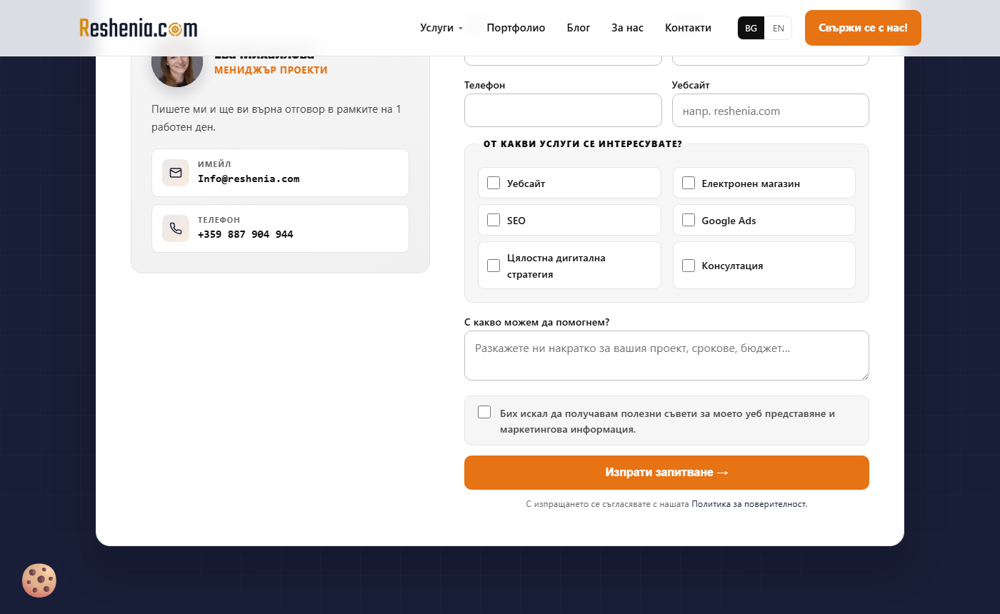 Reshenia.com
Услуги
Портфолио
Блог
За нас
Контакти
BG
EN
Свържи се с нас!
МЕНИДЖЪР ПРОЕКТИ
Пишете ми и ще ви върна отговор в рамките на 1
работен ден.
ИМЕЙЛ
Info@reshenia.com
ТЕЛЕФОН
+359 887 904 944
Телефон
Уебсайт
напр. reshenia.com
ОТ КАКВИ УСЛУГИ СЕ ИНТЕРЕСУВАТЕ?
Уебсайт
Електронен магазин
SEO
Google Ads
Цялостна дигитална
стратегия
Консултация
С какво можем да помогнем?
Разкажете ни накратко за вашия проект, срокове, бюджет...
Бих искал да получавам полезни съвети за моето уеб представяне и
маркетингова информация.
Изпрати запитване →
С изпращането се съгласявате с нашата Политика за поверителност.